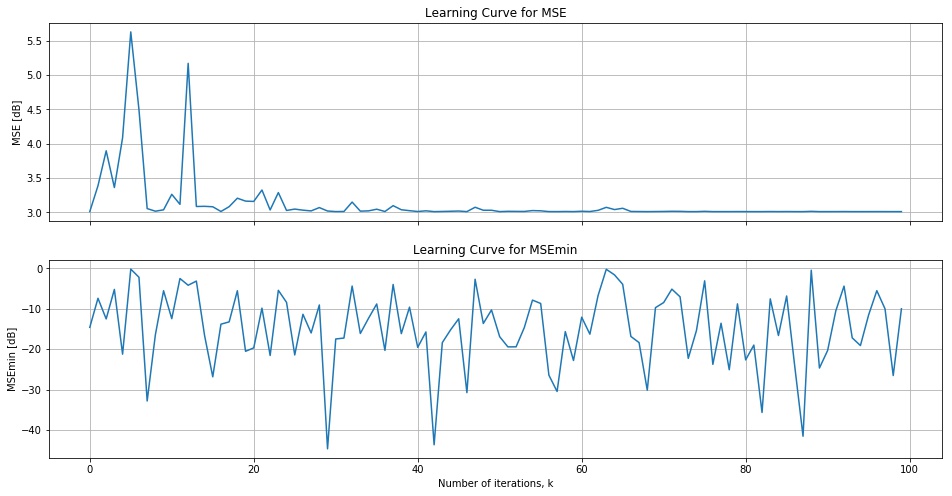 Learning Curve for MSE
MSE [dB]
5.5
5.0
4.5
4.0
3.5
3.0
Learning Curve for MSEmin
MSEmin [dB]
0
−10
−20
−30
−40
0 20 40 60 80 100
Number of iterations, k